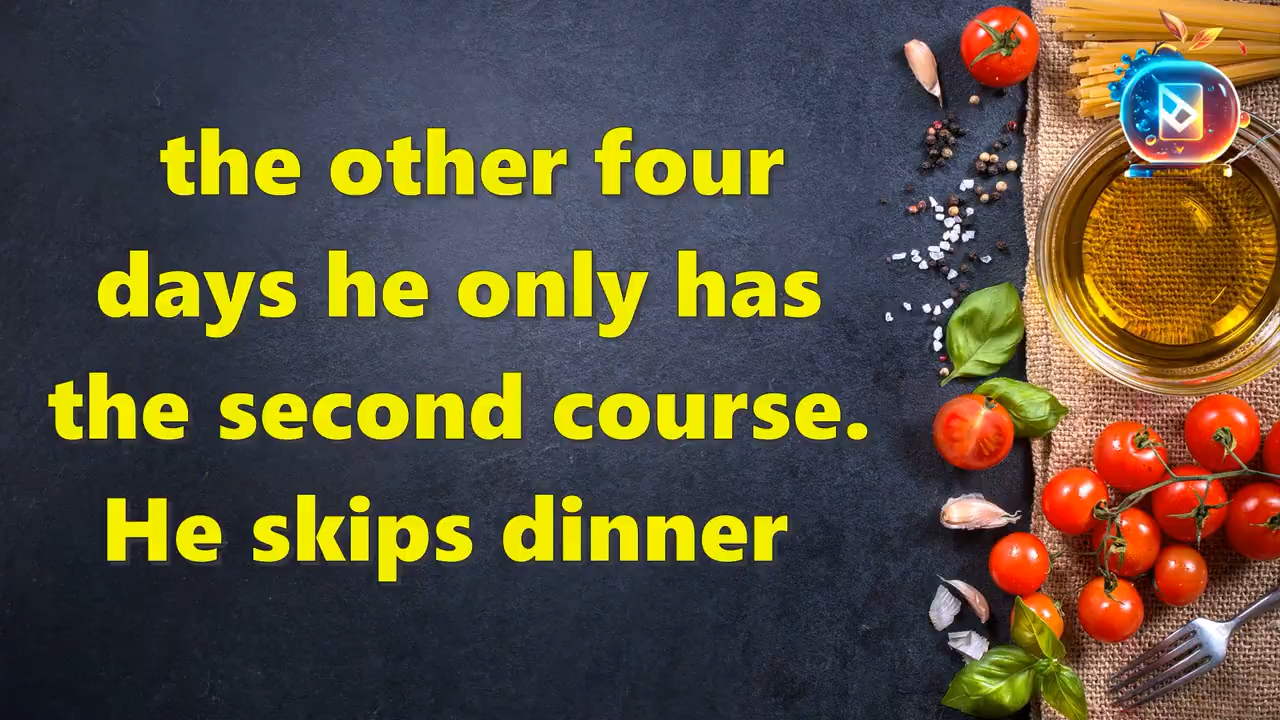 the other four
days he only has
the second course.
He skips dinner